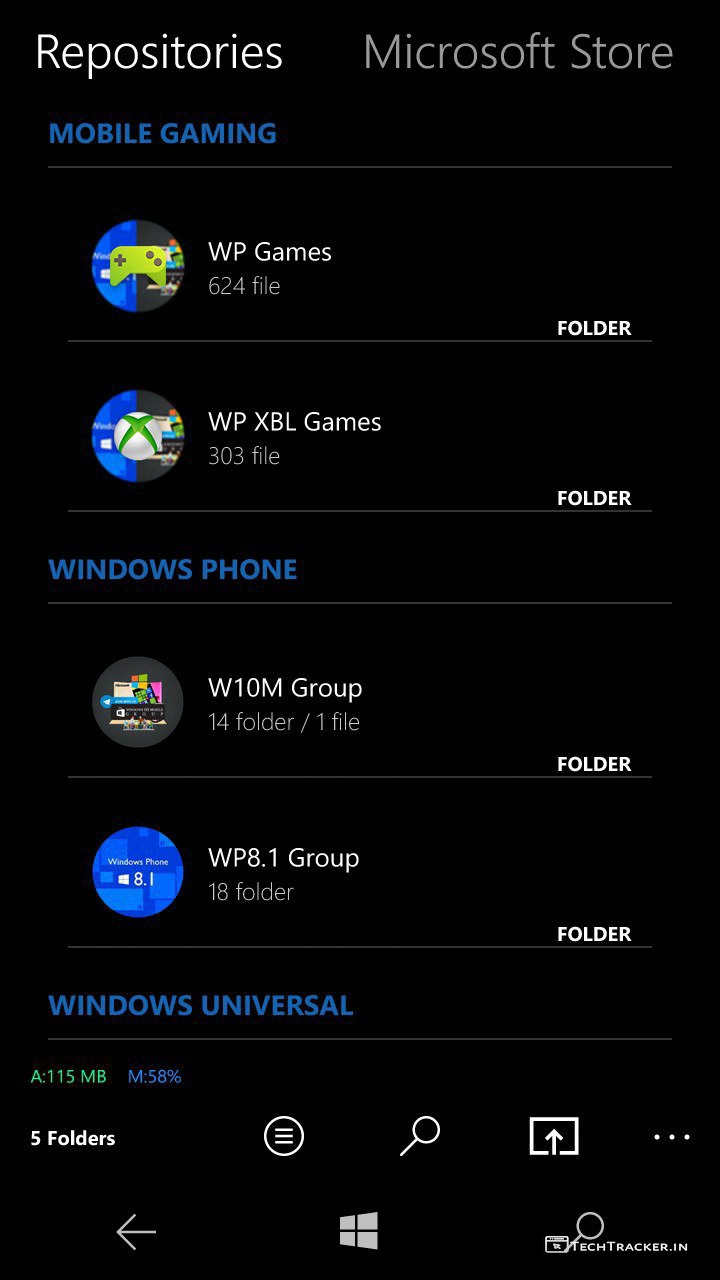 Repositories
Microsoft Store
MOBILE GAMING
WP Games
624 file
FOLDER
WP XBL Games
303 file
FOLDER
WINDOWS PHONE
W10M Group
14 folder / 1 file
FOLDER
Windows Phone
8.1
WP8.1 Group
18 folder
FOLDER
WINDOWS UNIVERSAL
A:115 MB M:58%
5 Folders
TECHTRACKER.IN